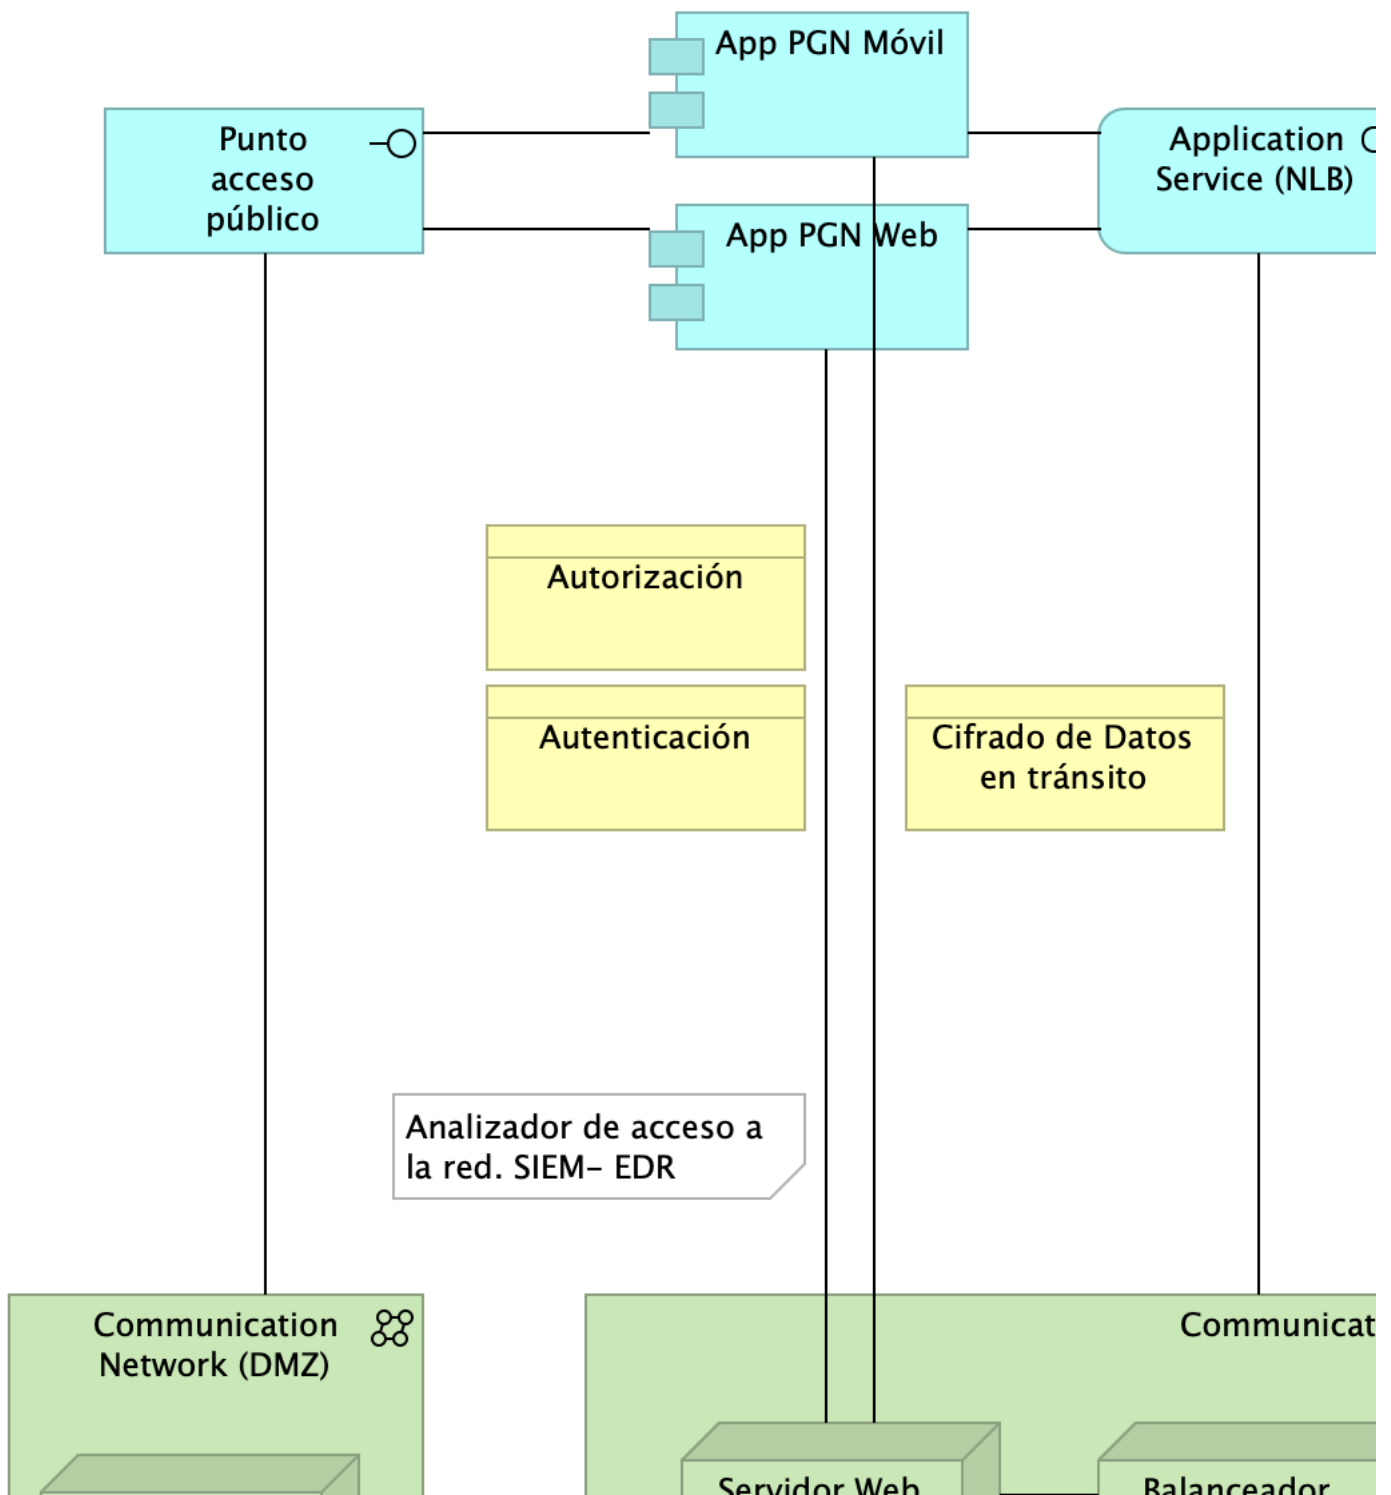 App PGN Móvil
Punto
acceso
público
Application
Service (NLB)
App PGN Web
Autorización
Autenticación
Cifrado de Datos
en tránsito
Analizador de acceso a
la red. SIEM– EDR
Communication
Network (DMZ)
Communicat
Servidor Web
Balanceador